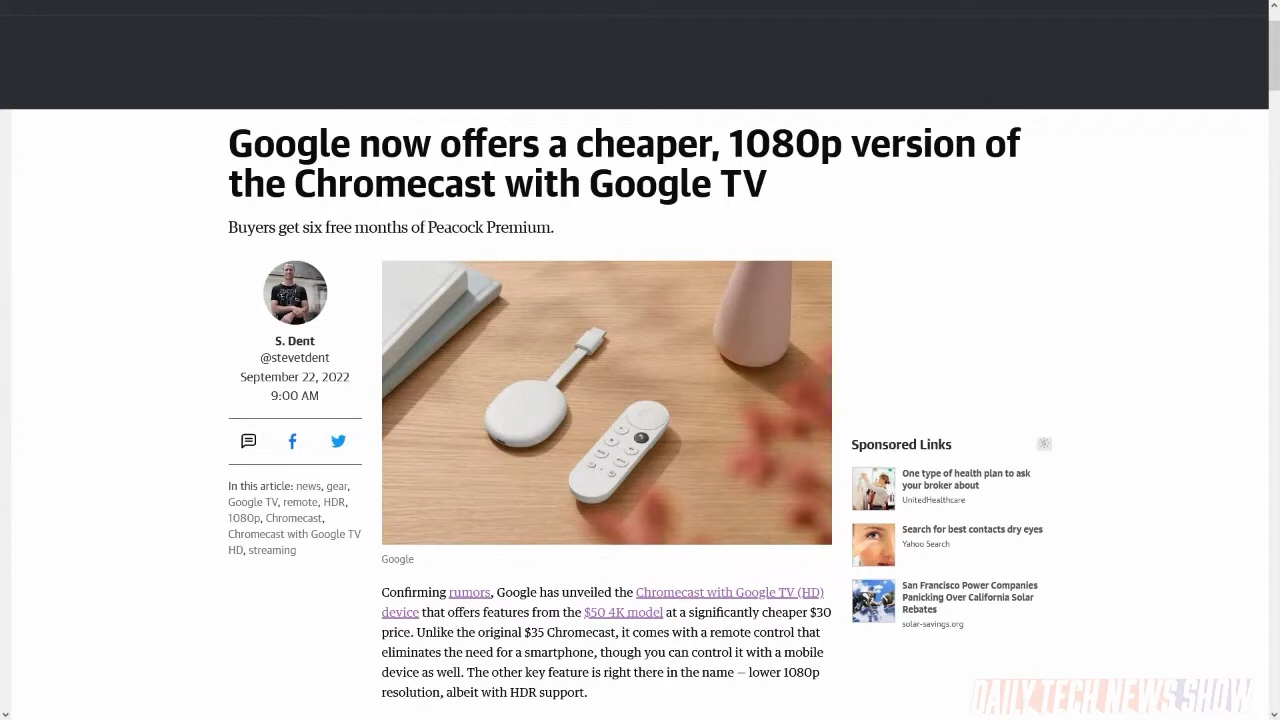 Google now offers a cheaper, 1080p version of
the Chromecast with Google TV
Buyers get six free months of Peacock Premium.
S. Dent
@stevetdent
September 22, 2022
9:00 AM
In this article: news, gear,
Google TV, remote, HDR,
1080p, Chromecast,
Chromecast with Google TV
HD, streaming
Google
Confirming rumors, Google has unveiled the Chromecast with Google TV (HD)
device that offers features from the $50 4K model at a significantly cheaper $30
price. Unlike the original $35 Chromecast, it comes with a remote control that
eliminates the need for a smartphone, though you can control it with a mobile
device as well. The other key feature is right there in the name — lower 1080p
resolution, albeit with HDR support.
Sponsored Links
One type of health plan to ask
your broker about
UnitedHealthcare
Search for best contacts dry eyes
Yahoo Search
San Francisco Power Companies
Panicking Over California Solar
Rebates
solar-savings.org
DAILY TECH NEWS SHOW